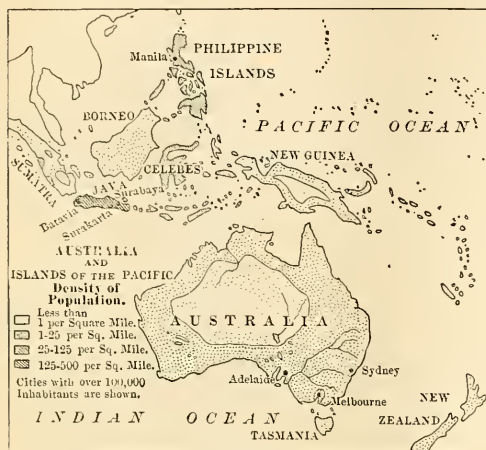 PHILIPPINE
Manila
ISLANDS
BORNEO
PACIFIC OCEAN
NEW GUINEA
CELEBES
SUMATRA
JAVA
Surabaya
Batavia
Surakarta
AUSTRALIA
AND
ISLANDS OF THE PACIFIC
Density of
Population.
Less than
1 per Square Mile.
1-25 per Sq. Mile.
25-125 per Sq. Mile.
125-500 per Sq. Mile.
Cities with over 100,000
Inhabitants are shown.
AUSTRALIA
Adelaide
Sydney
Melbourne
NEW
ZEALAND
INDIAN OCEAN
TASMANIA